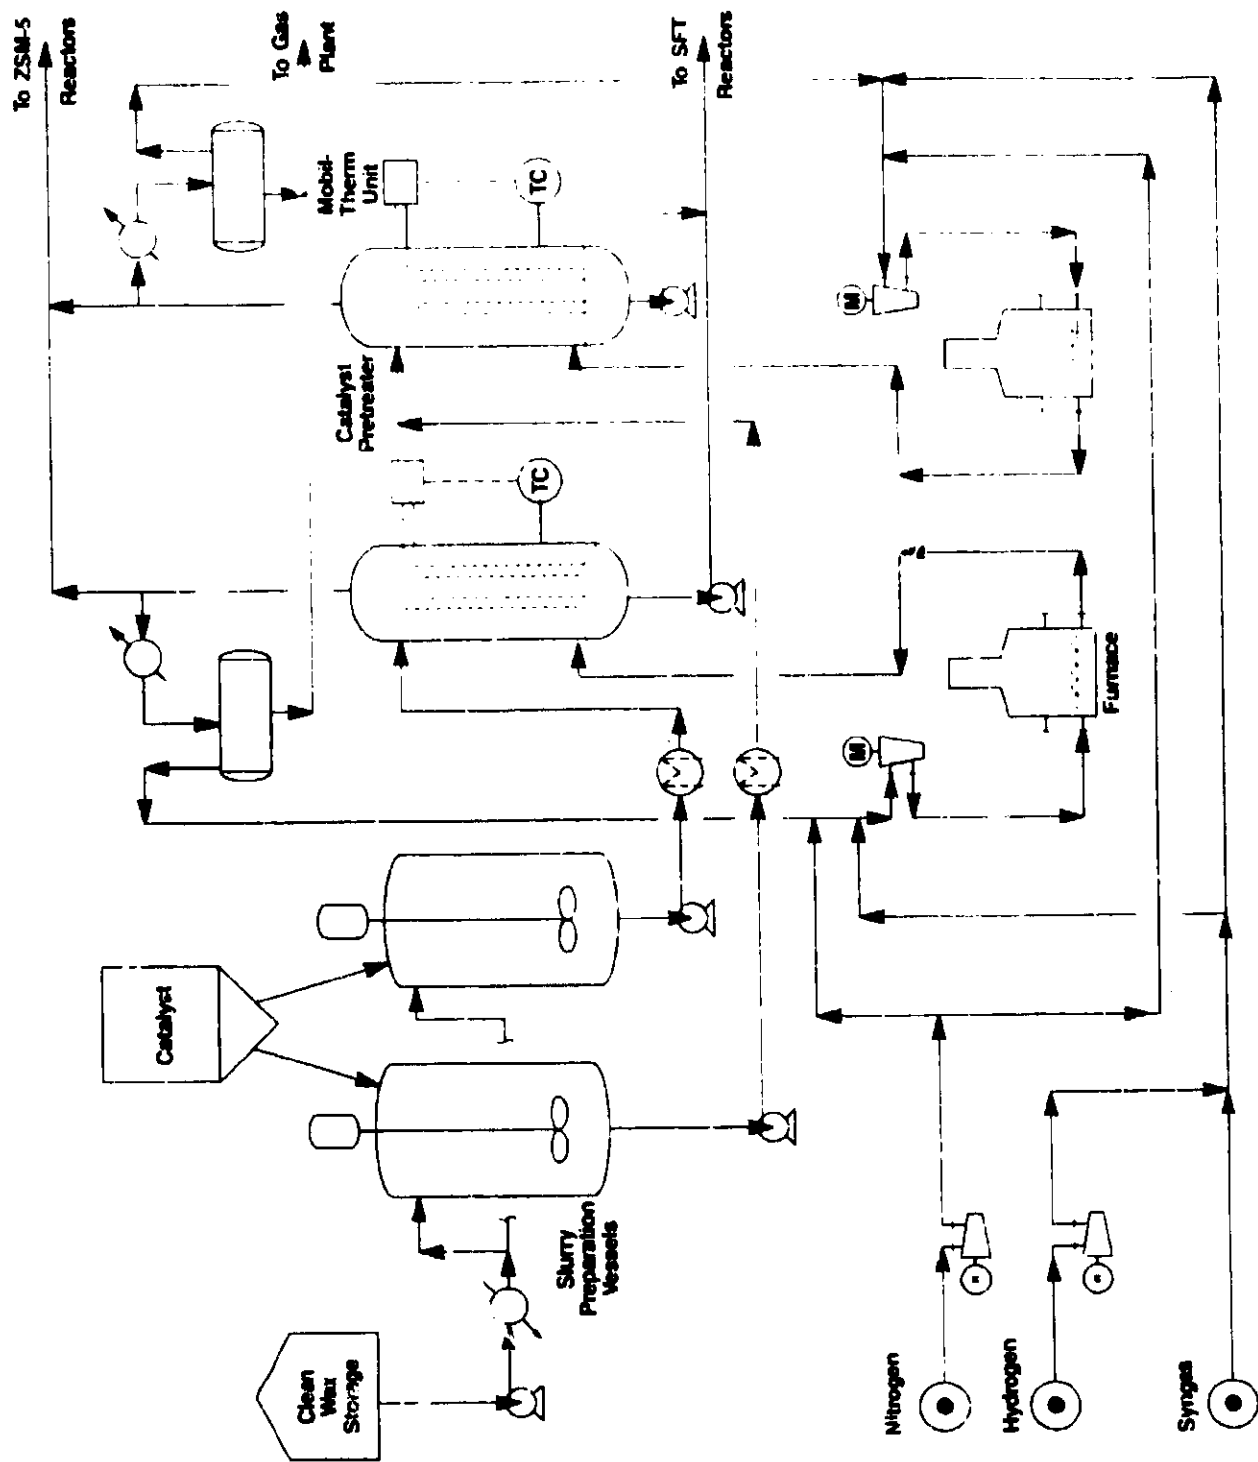 To ZSM-5
Reactors
To Gas
Plant
To SFT
Reactors
Mobil-
Therm
Unit
TC
Catalyst
Pretreater
TC
M
M
Furnace
Catalyst
Slurry
Preparation
Vessels
Clean
Wax
Storage
Nitrogen
Hydrogen
Syngas